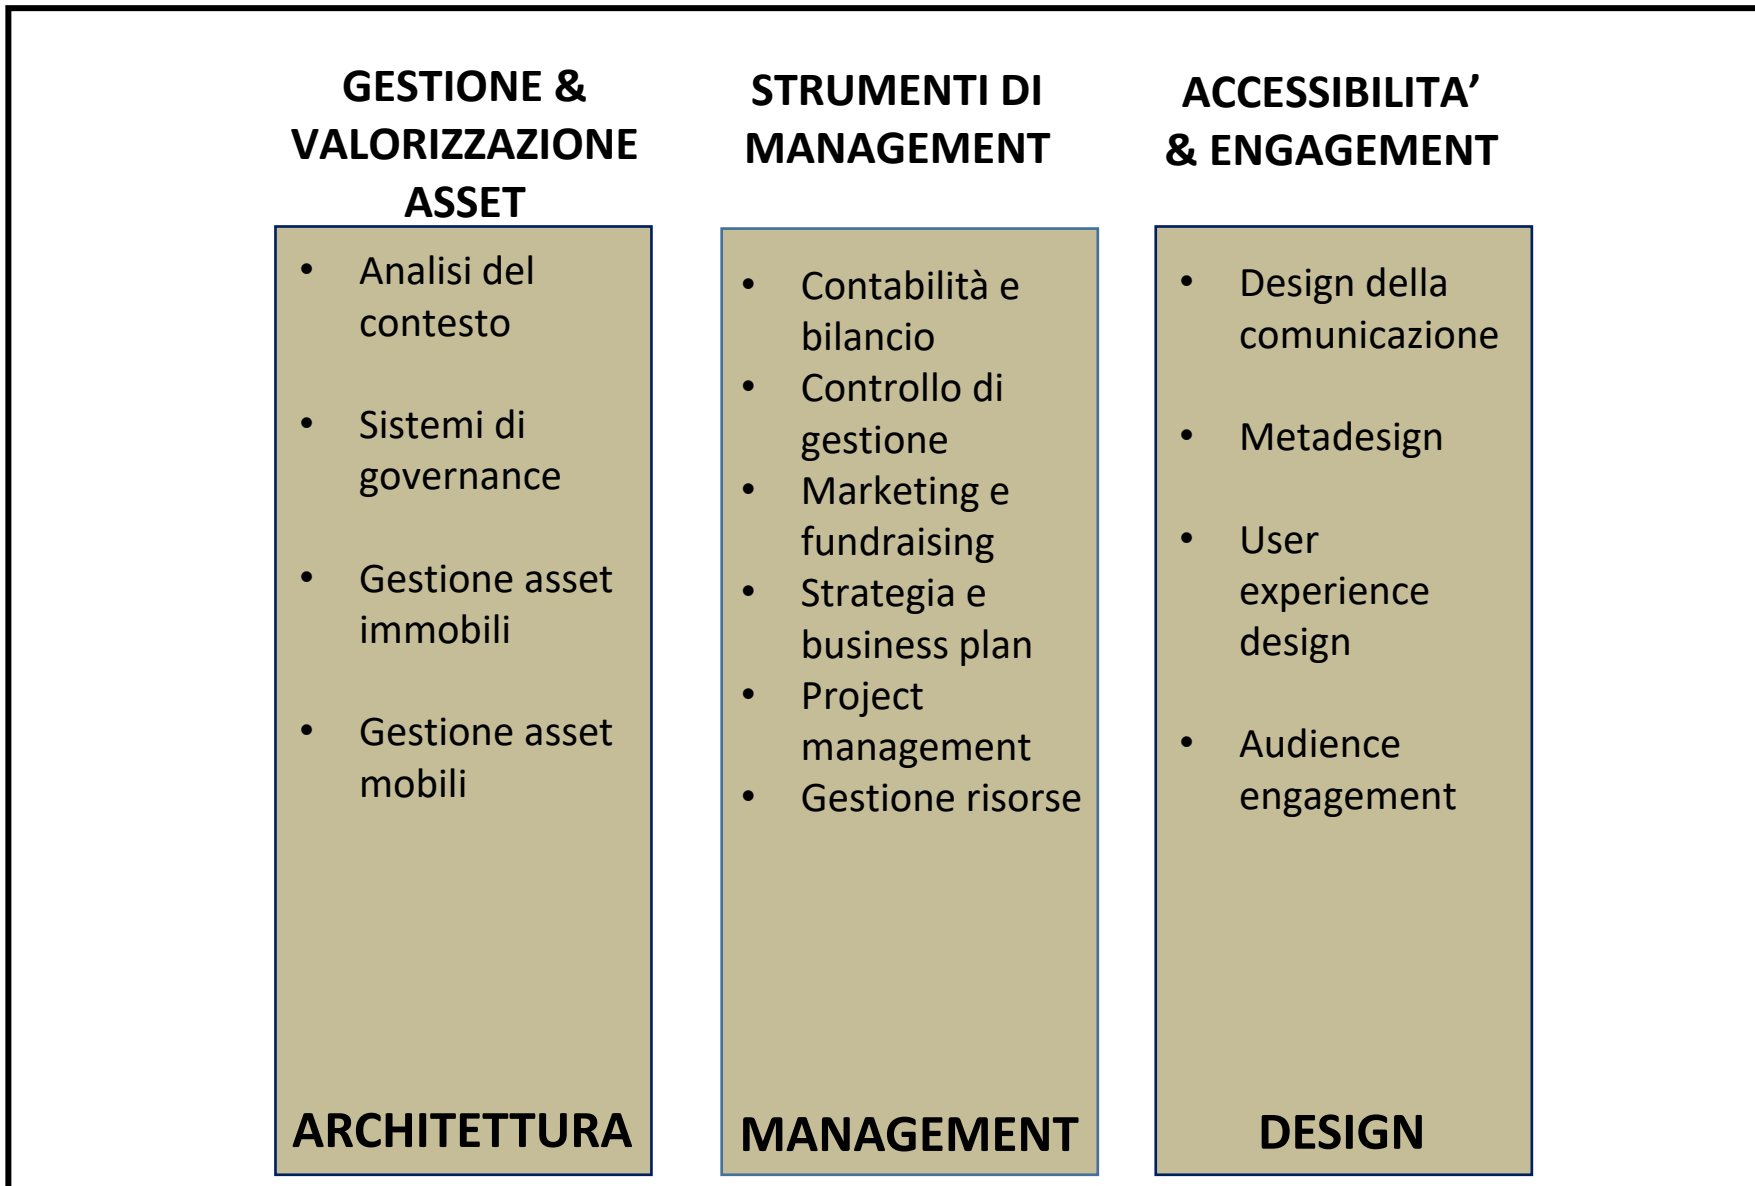 GESTIONE &
VALORIZZAZIONE
ASSET
• Analisi del
contesto
• Sistemi di
governance
• Gestione asset
immobili
• Gestione asset
mobili
ARCHITETTURA
STRUMENTI DI
MANAGEMENT
• Contabilità e
bilancio
• Controllo di
gestione
• Marketing e
fundraising
• Strategia e
business plan
• Project
management
• Gestione risorse
MANAGEMENT
ACCESSIBILITA’
& ENGAGEMENT
• Design della
comunicazione
• Metadesign
• User
experience
design
• Audience
engagement
DESIGN